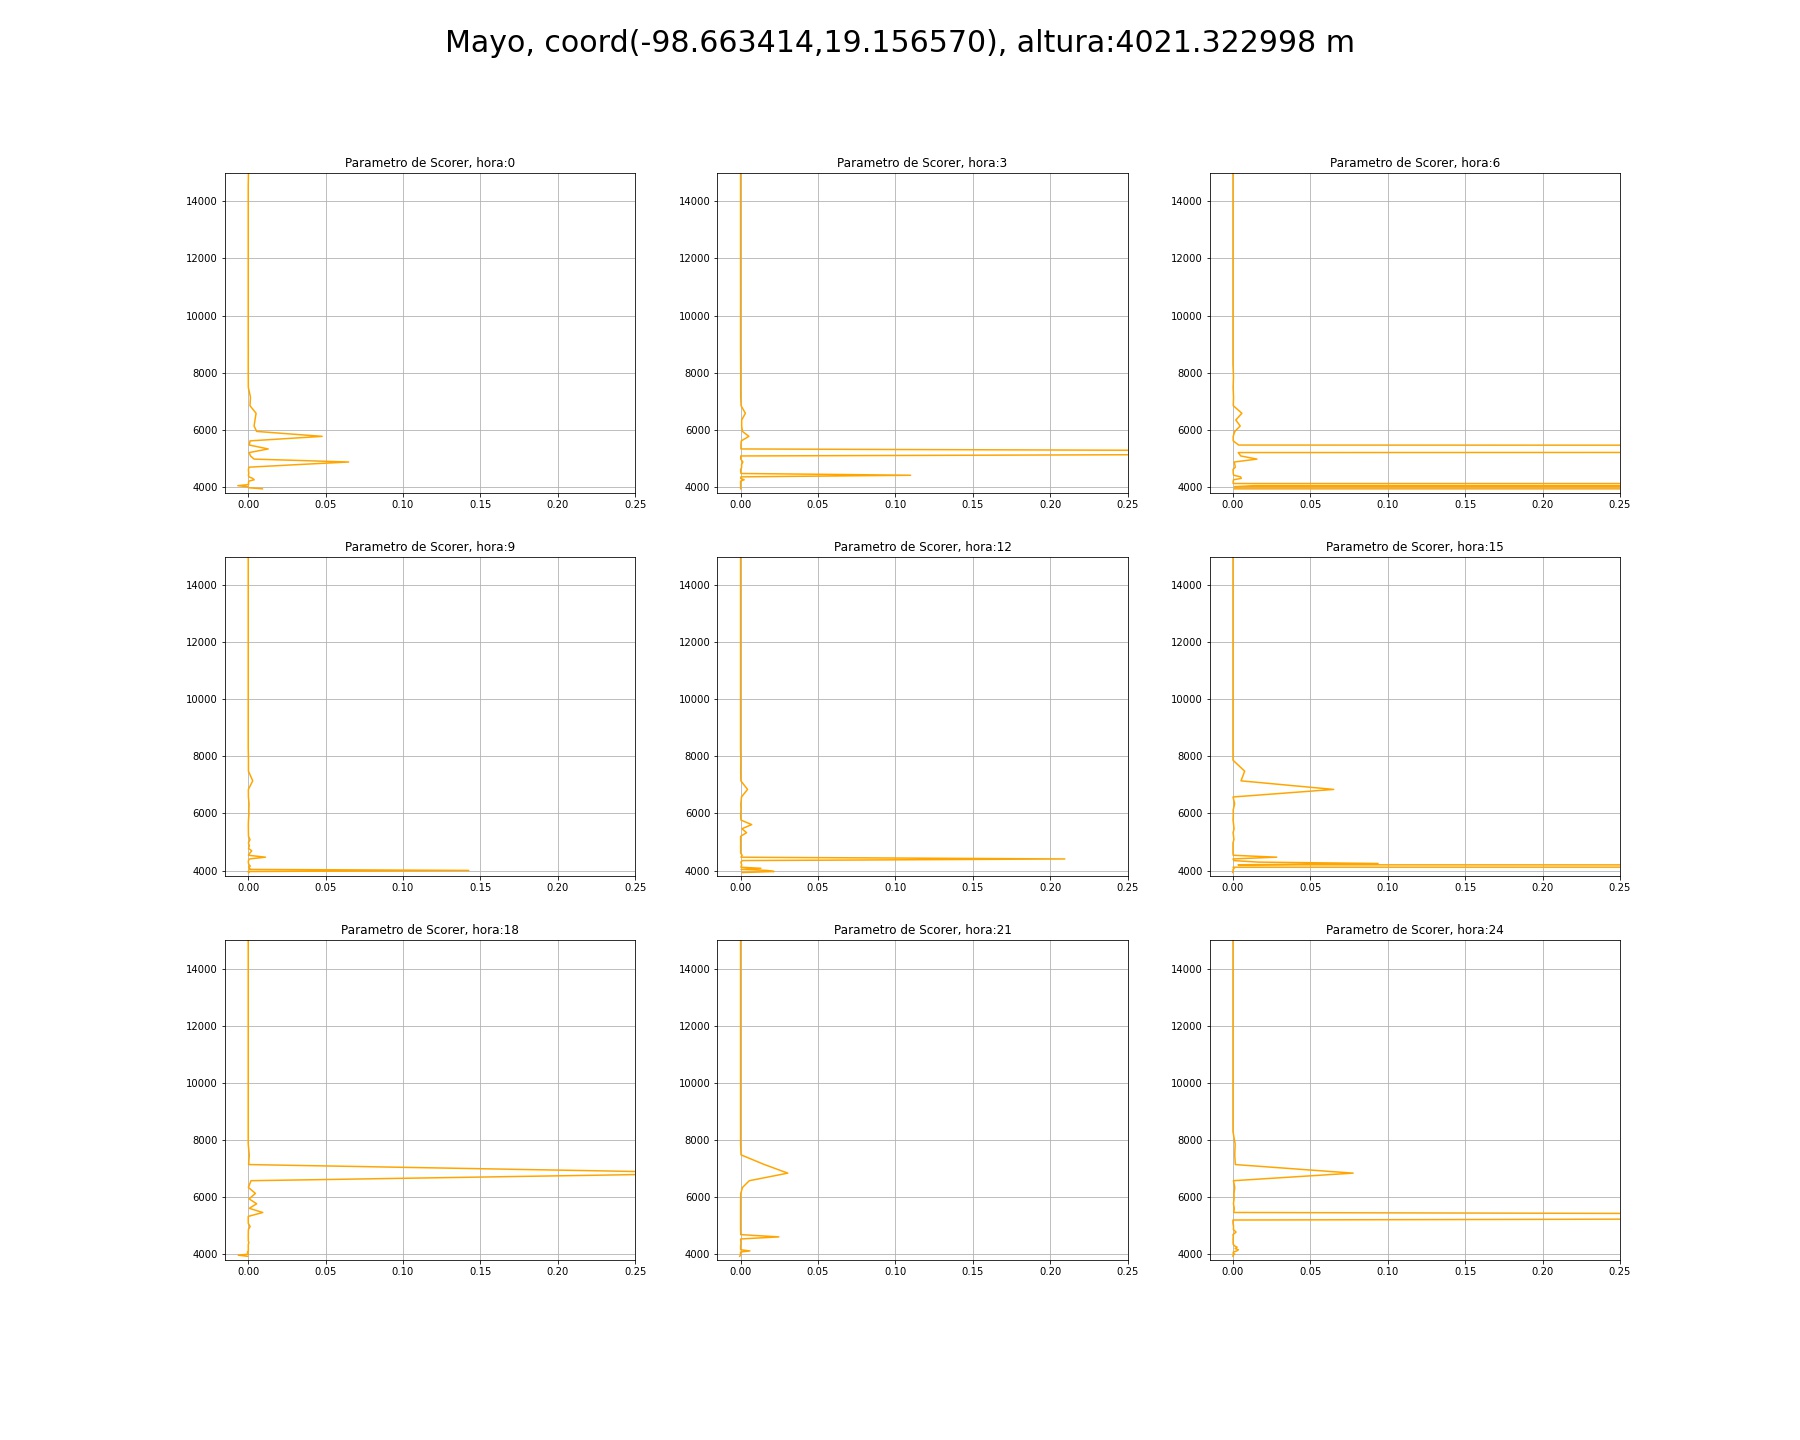 Mayo, coord(-98.663414,19.156570), altura:4021.322998 m
Parametro de Scorer, hora:0
14000
12000
10000
8000
6000
4000
0.00 0.05 0.10 0.15 0.20 0.25
Parametro de Scorer, hora:3
14000
12000
10000
8000
6000
4000
0.00 0.05 0.10 0.15 0.20 0.25
Parametro de Scorer, hora:6
14000
12000
10000
8000
6000
4000
0.00 0.05 0.10 0.15 0.20 0.25
Parametro de Scorer, hora:9
14000
12000
10000
8000
6000
4000
0.00 0.05 0.10 0.15 0.20 0.25
Parametro de Scorer, hora:12
14000
12000
10000
8000
6000
4000
0.00 0.05 0.10 0.15 0.20 0.25
Parametro de Scorer, hora:15
14000
12000
10000
8000
6000
4000
0.00 0.05 0.10 0.15 0.20 0.25
Parametro de Scorer, hora:18
14000
12000
10000
8000
6000
4000
0.00 0.05 0.10 0.15 0.20 0.25
Parametro de Scorer, hora:21
14000
12000
10000
8000
6000
4000
0.00 0.05 0.10 0.15 0.20 0.25
Parametro de Scorer, hora:24
14000
12000
10000
8000
6000
4000
0.00 0.05 0.10 0.15 0.20 0.25